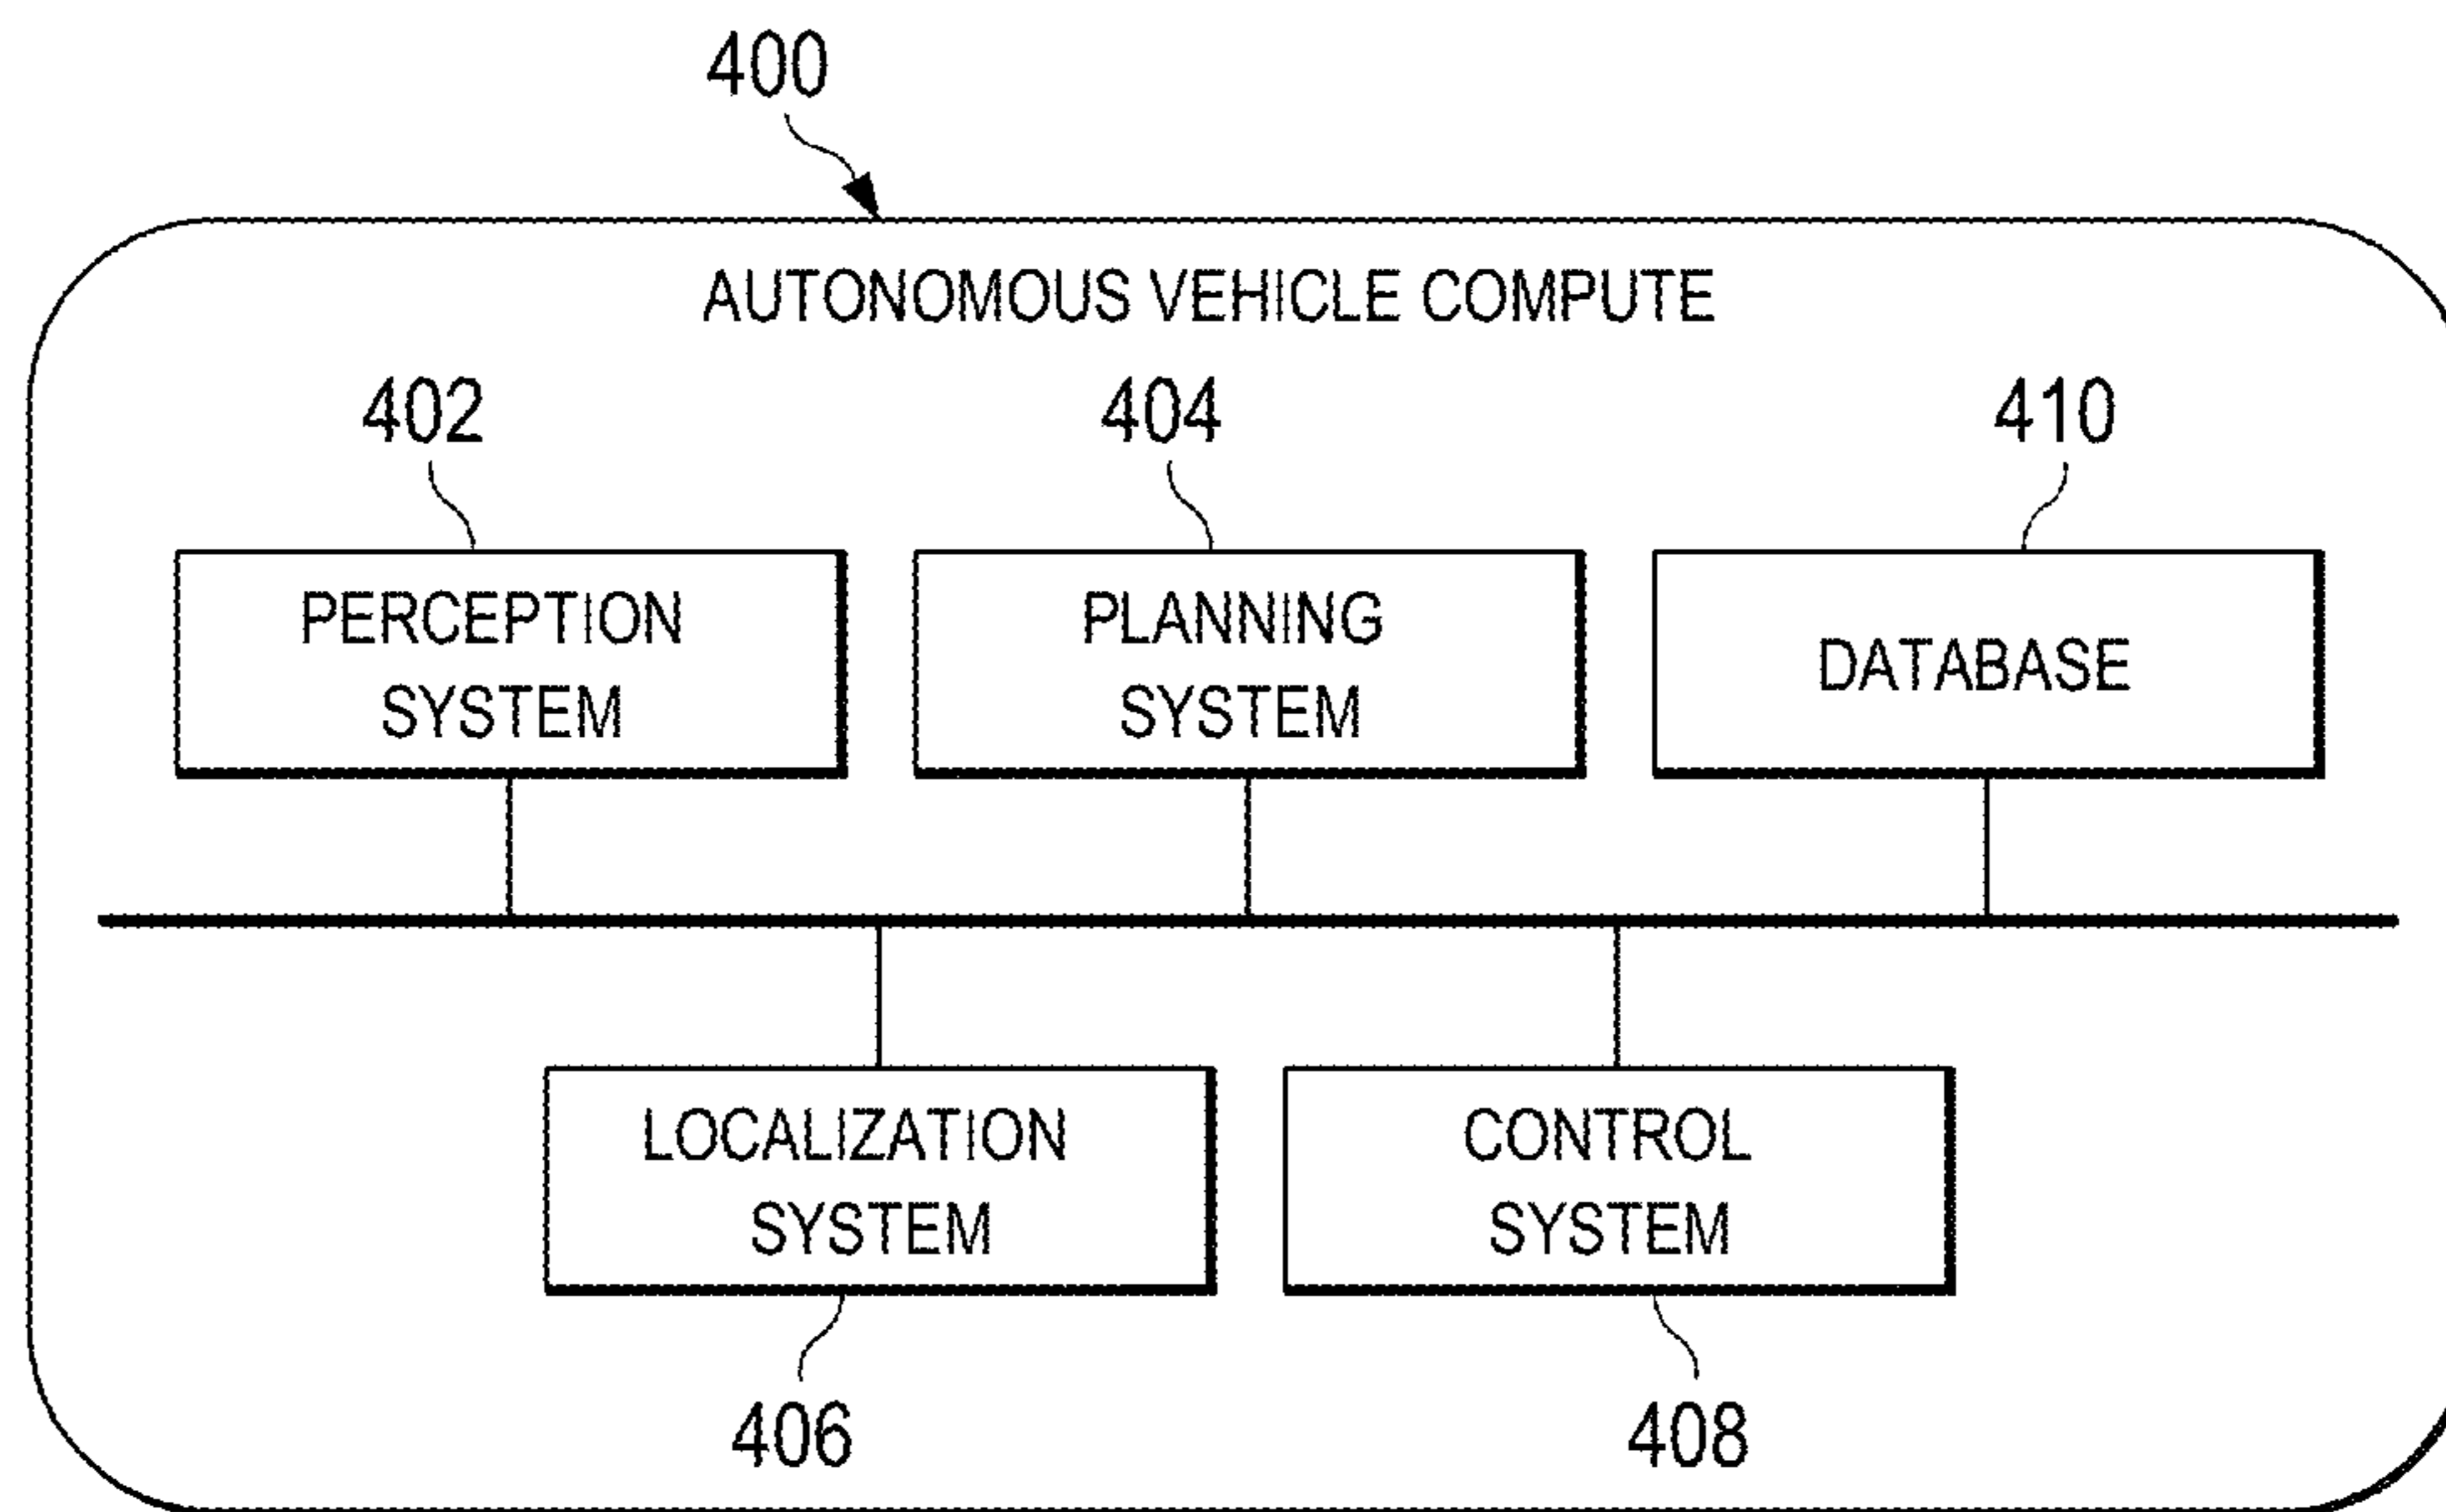 400
AUTONOMOUS VEHICLE COMPUTE
402
404
410
PERCEPTION
SYSTEM
PLANNING
SYSTEM
DATABASE
LOCALIZATION
SYSTEM
CONTROL
SYSTEM
406
408